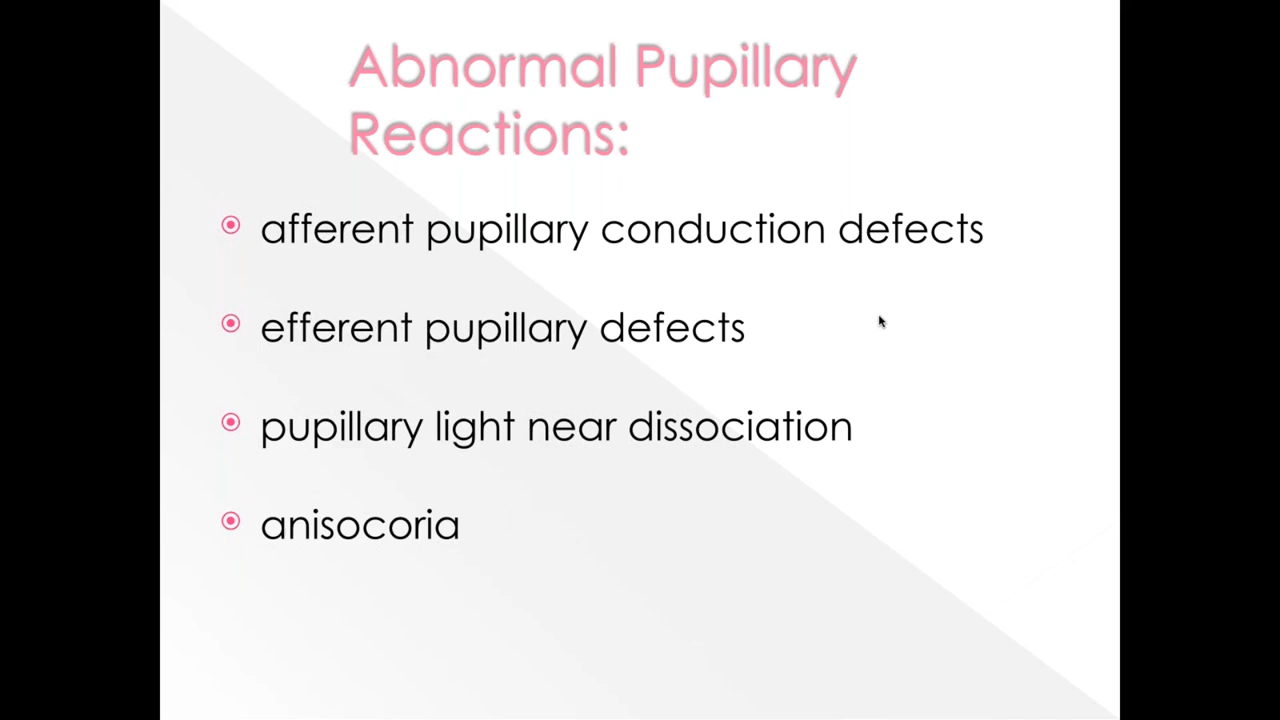 Abnormal Pupillary
Reactions:
afferent pupillary conduction defects
efferent pupillary defects
pupillary light near dissociation
anisocoria